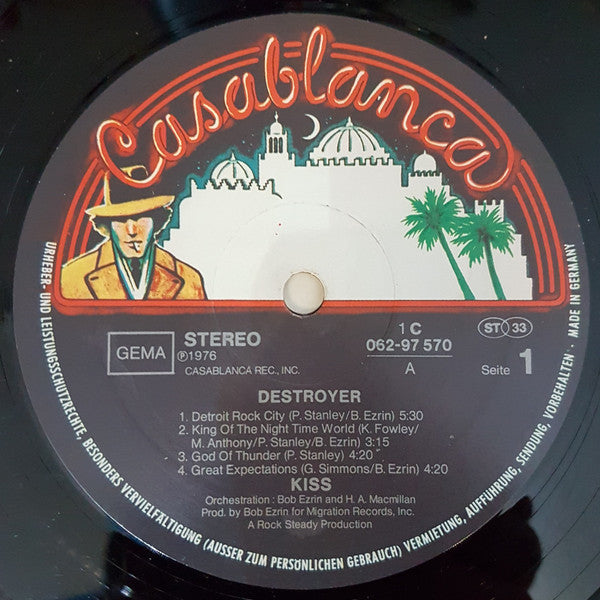 Casablanca
GEMA
STEREO
℗1976
CASABLANCA REC., INC.
1 C
062-97 570
A
ST 33
Seite 1
DESTROYER
1. Detroit Rock City (P. Stanley/B. Ezrin) 5:30
2. King Of The Night Time World (K. Fowley/
M. Anthony/P. Stanley/B. Ezrin) 3:15
3. God Of Thunder (P. Stanley) 4:20
4. Great Expectations (G. Simmons/B. Ezrin) 4:20
KISS
Orchestration : Bob Ezrin and H. A. Macmillan
Prod. by Bob Ezrin for Migration Records, Inc.
A Rock Steady Production
URHEBER- UND LEISTUNGSSCHUTZRECHTE, BESONDERS VERVIELFÄLTIGUNG (AUSSER ZUM PERSÖNLICHEN GEBRAUCH) VERMIETUNG, AUFFÜHRUNG, SENDUNG, VORBEHALTEN · MADE IN GERMANY